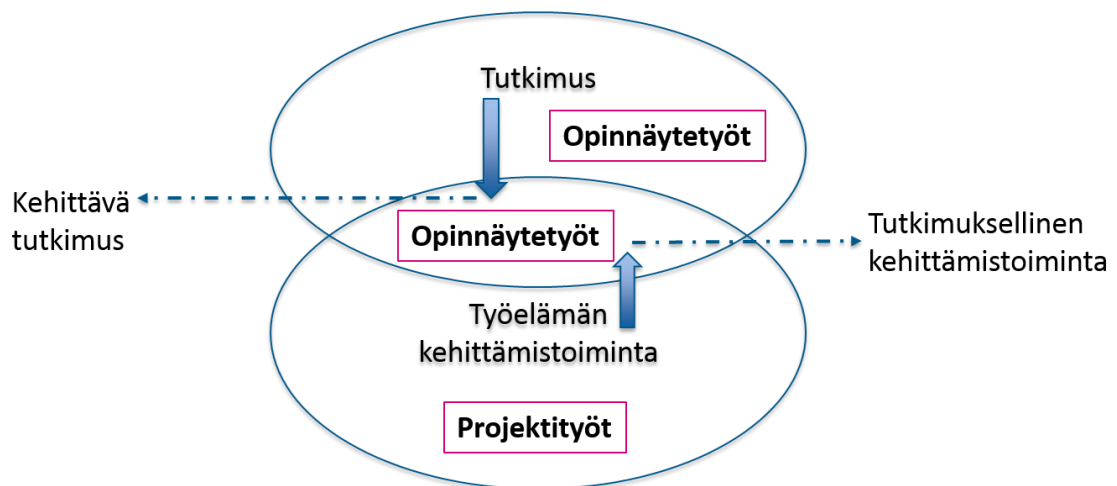 Tutkimus
Opinnäytetyöt
Kehittävä
tutkimus
Opinnäytetyöt
Tutkimuksellinen
kehittämistoiminta
Työelämän
kehittämistoiminta
Projektityöt